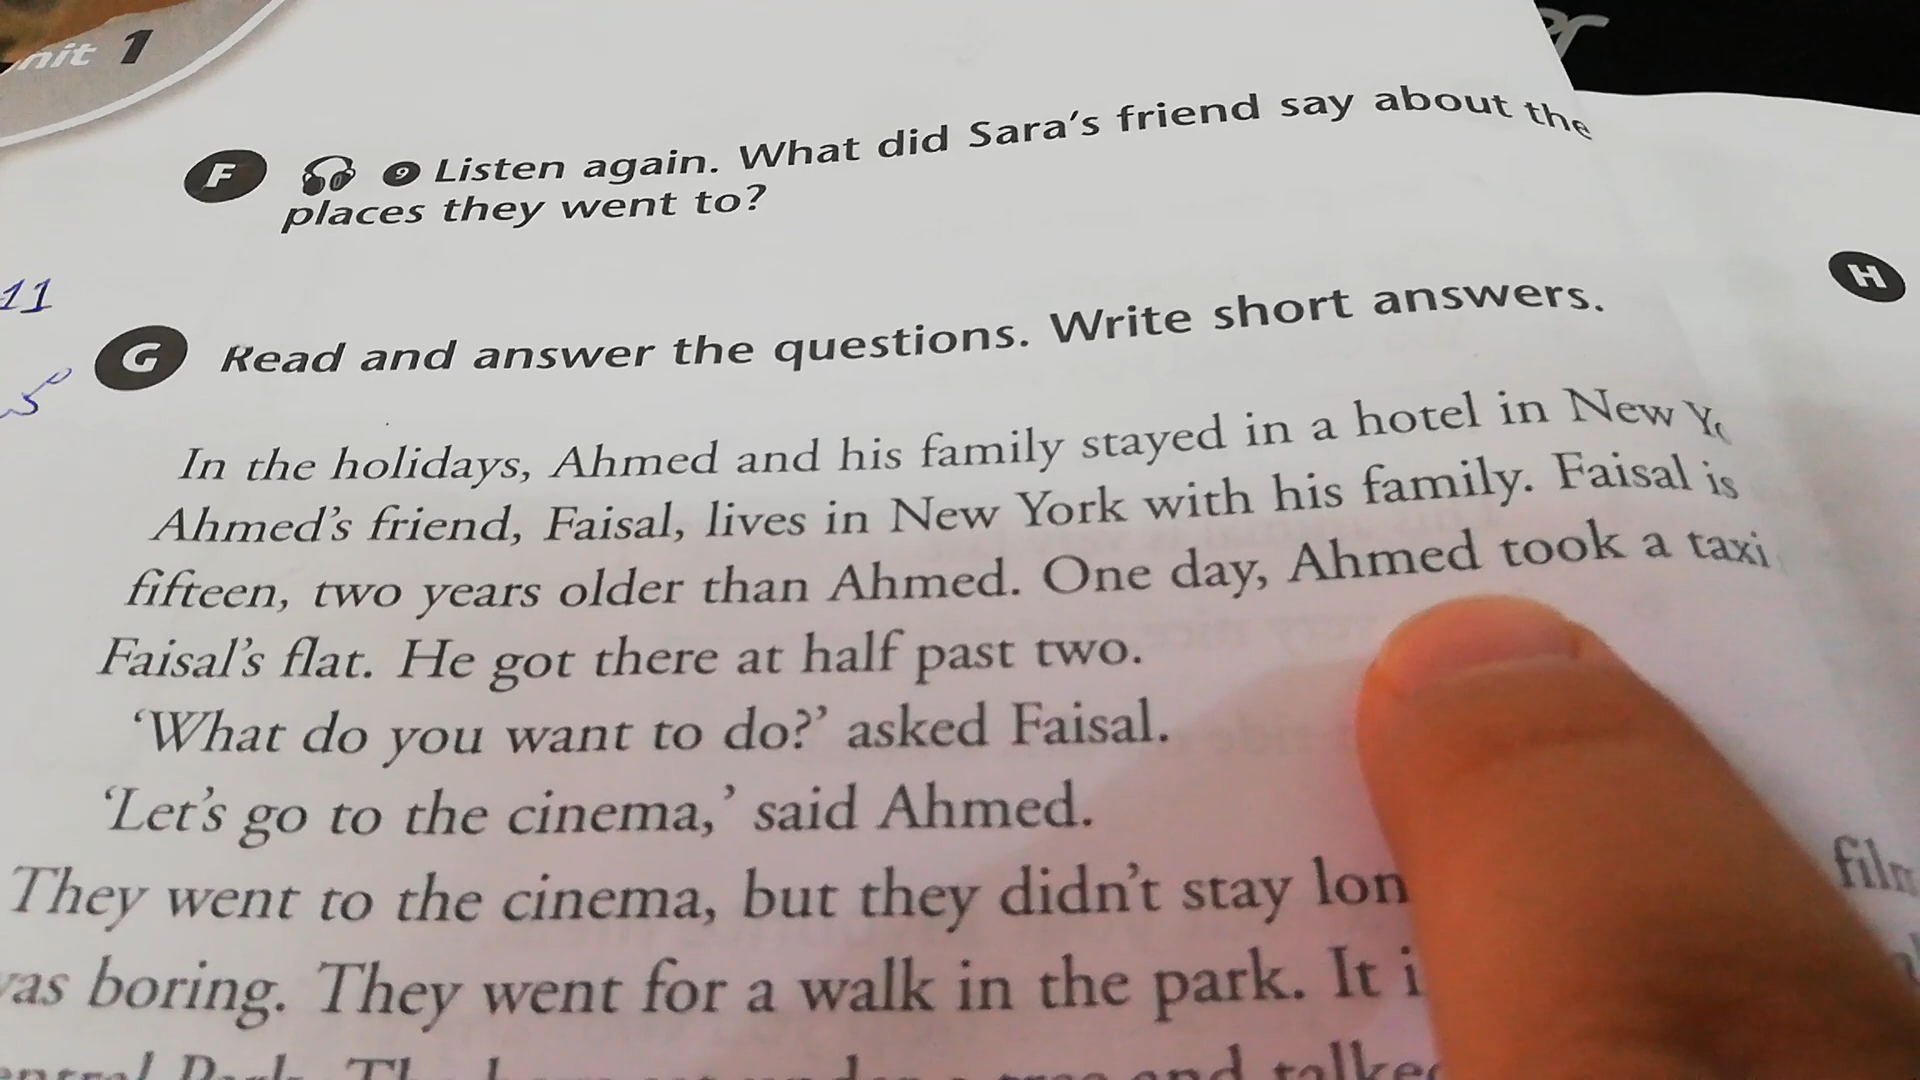 Unit 1
F 9 Listen again. What did Sara's friend say about the
places they went to?
11
G Read and answer the questions. Write short answers.
H
In the holidays, Ahmed and his family stayed in a hotel in New
Ahmed's friend, Faisal, lives in New York with his family. Faisal is
fifteen, two years older than Ahmed. One day, Ahmed took a taxi
Faisal's flat. He got there at half past two.
'What do you want to do?' asked Faisal.
'Let's go to the cinema,' said Ahmed.
They went to the cinema, but they didn't stay lon
was boring. They went for a walk in the park. It i
talked